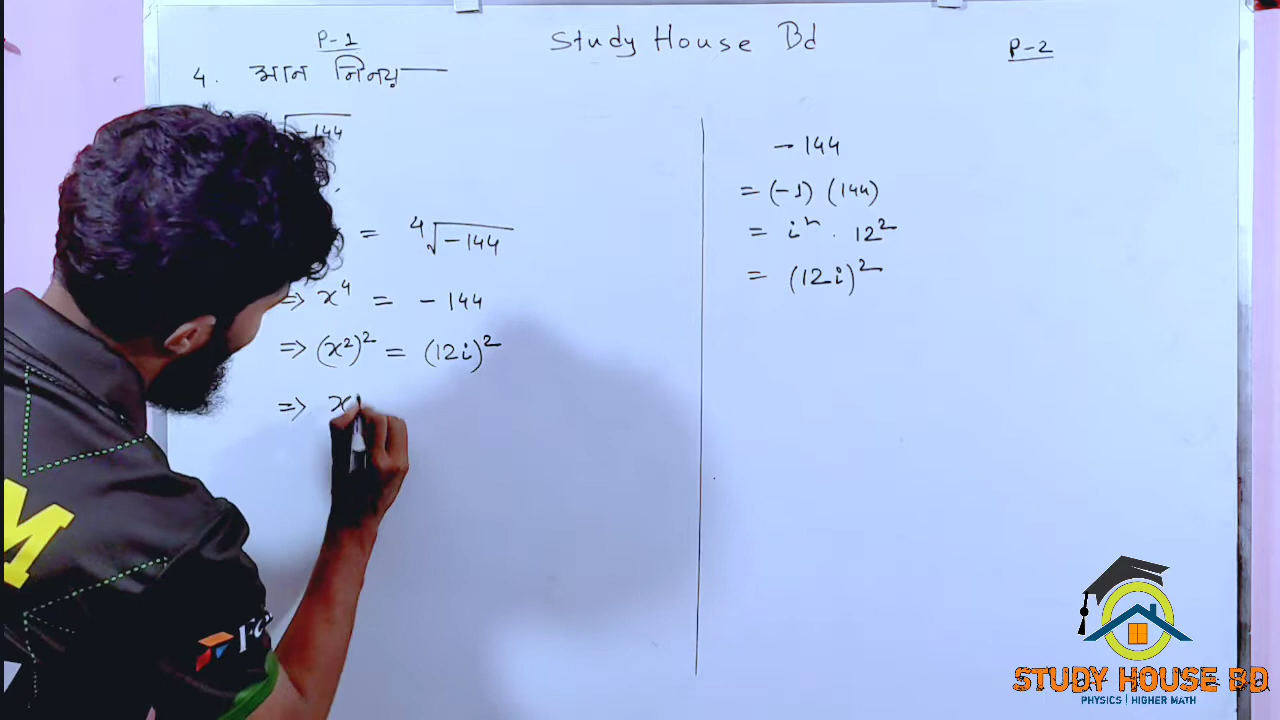 P-1
Study House Bd
P-2
4. मान निनय़
√-144
= ⁴√-144
⇒ x⁴ = - 144
⇒ (x²)² = (12i)²
⇒ x
- 144
= (-1) (144)
= i² . 12²
= (12i)²
M
STUDY HOUSE BD
PHYSICS | HIGHER MATH